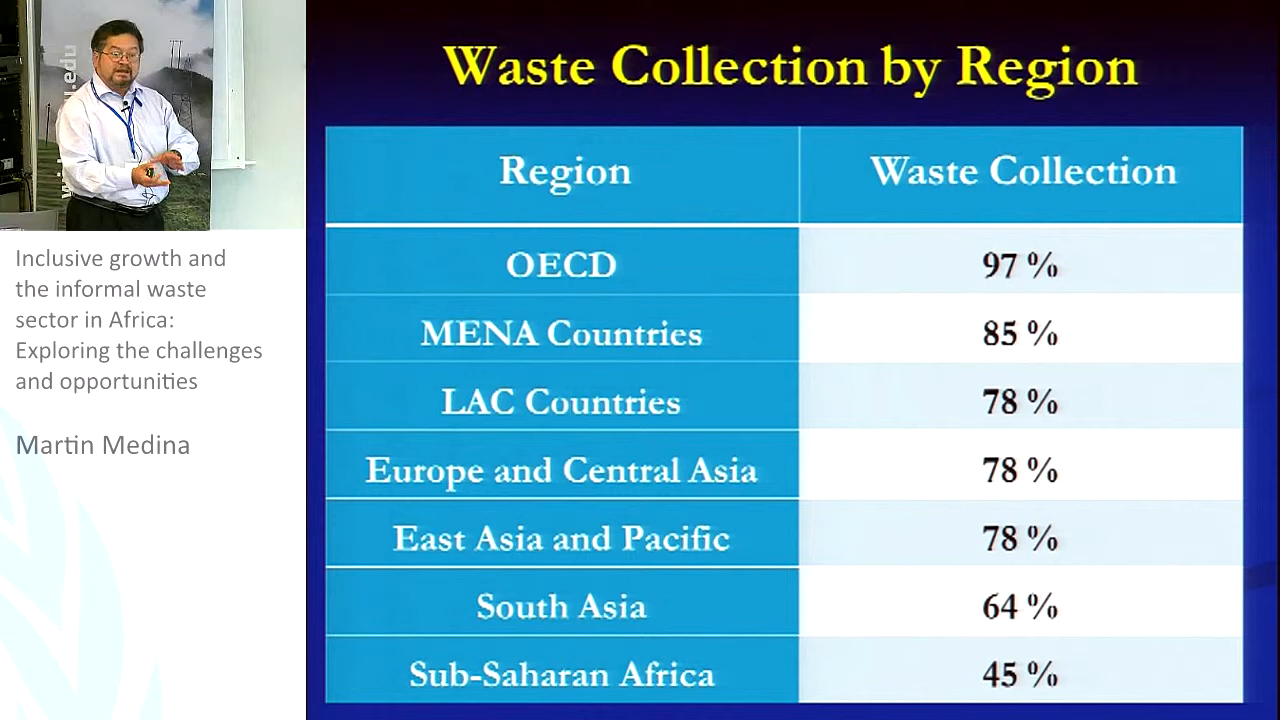 Waste Collection by Region
Region Waste Collection
OECD 97 %
MENA Countries 85 %
LAC Countries 78 %
Europe and Central Asia 78 %
East Asia and Pacific 78 %
South Asia 64 %
Sub-Saharan Africa 45 %
Inclusive growth and
the informal waste
sector in Africa:
Exploring the challenges
and opportunities
Martin Medina